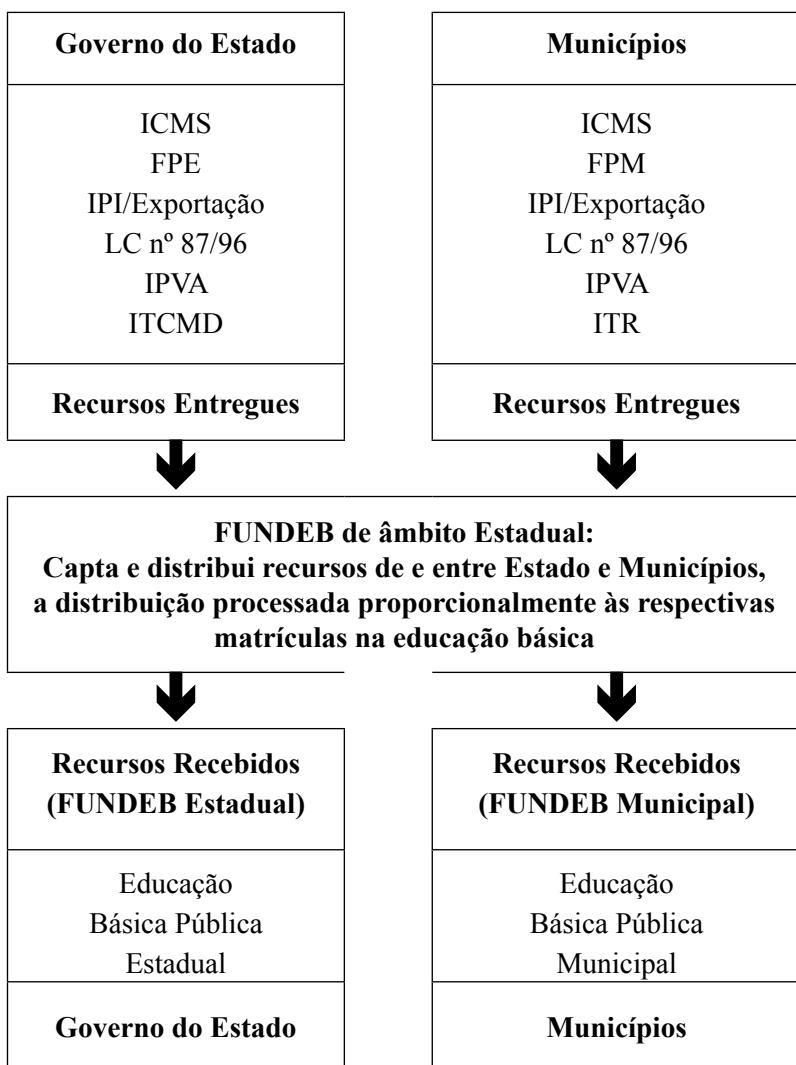 Governo do Estado
ICMS
FPE
IPI/Exportação
LC nº 87/96
IPVA
ITCMD
Recursos Entregues
Municípios
ICMS
FPM
IPI/Exportação
LC nº 87/96
IPVA
ITR
Recursos Entregues
FUNDEB de âmbito Estadual:
Capta e distribui recursos de e entre Estado e Municípios,
a distribuição processada proporcionalmente às respectivas
matrículas na educação básica
Recursos Recebidos
(FUNDEB Estadual)
Educação
Básica Pública
Estadual
Governo do Estado
Recursos Recebidos
(FUNDEB Municipal)
Educação
Básica Pública
Municipal
Municípios